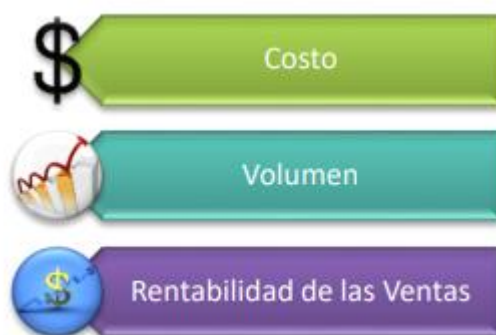 $
Costo
Volumen
$
Rentabilidad de las Ventas